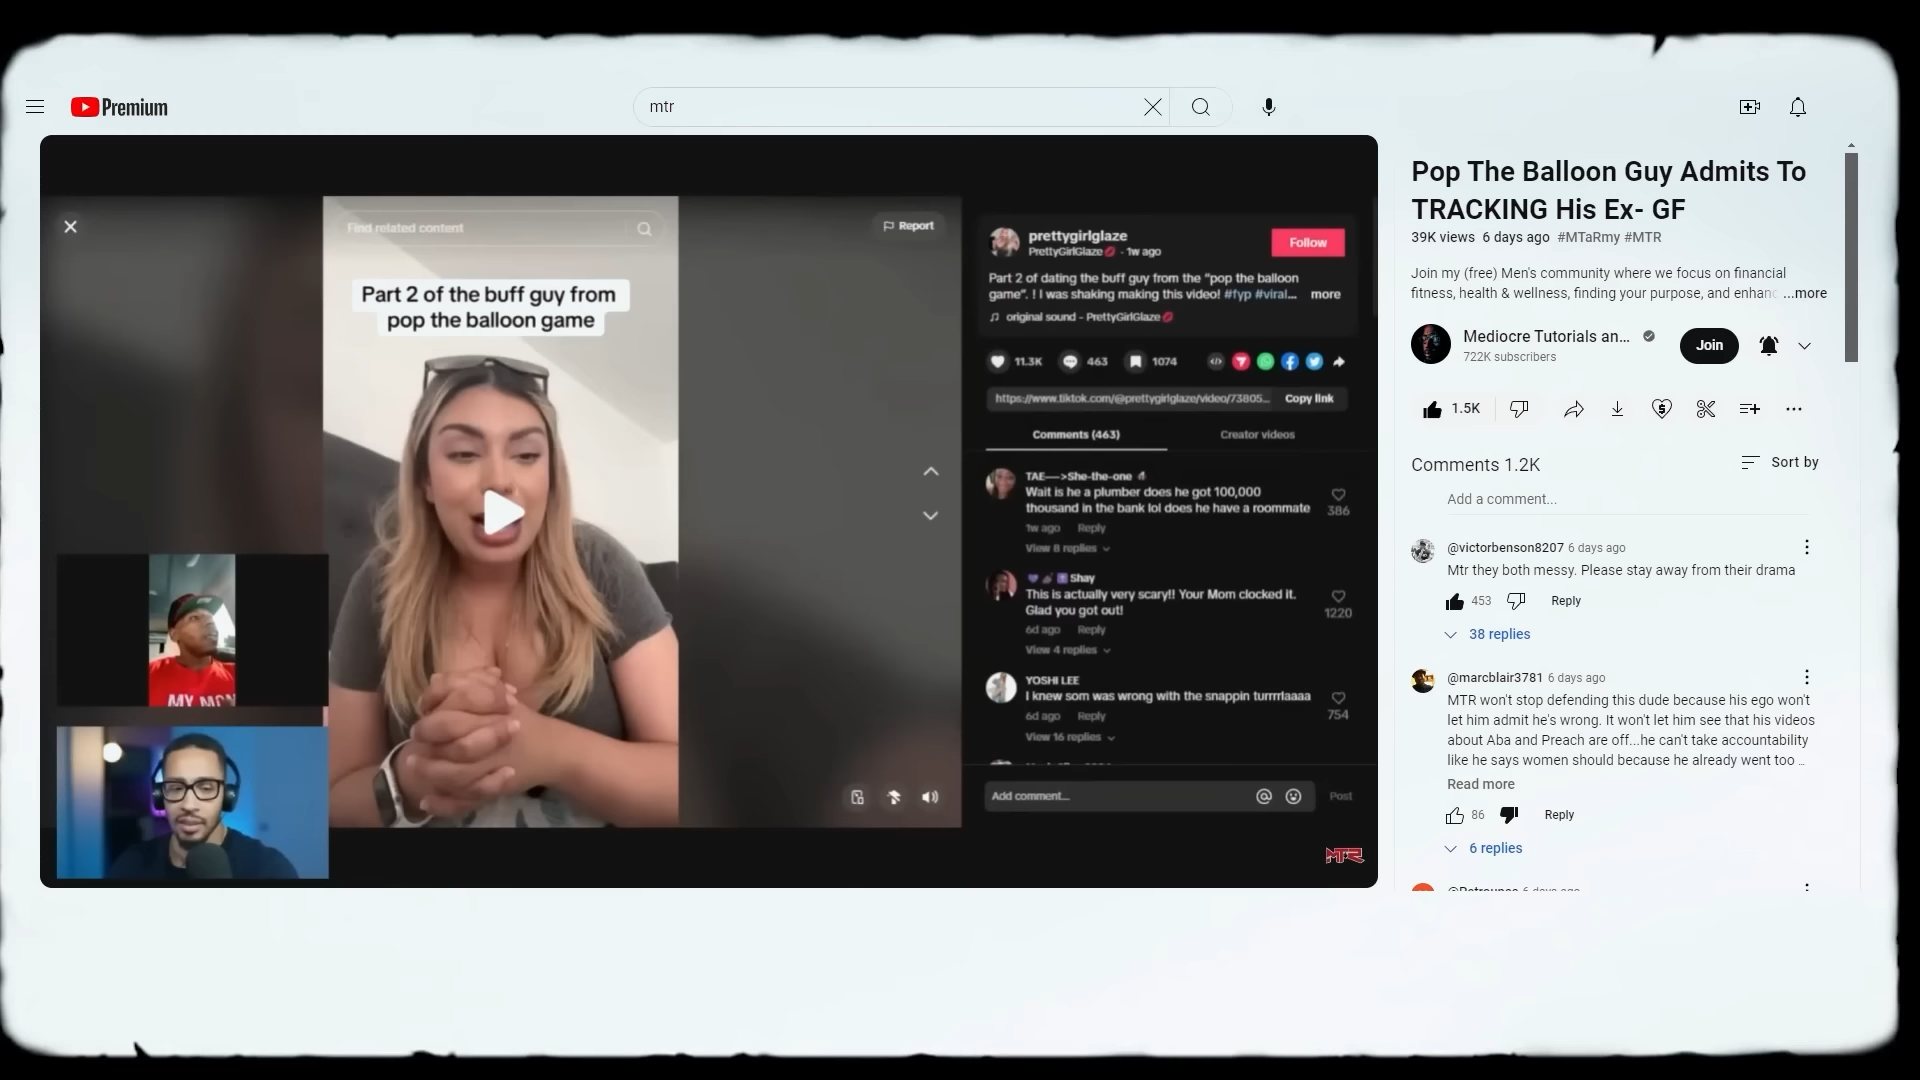 Premium
mtr
Find related content
Report
Part 2 of the buff guy from
pop the balloon game
MY MON
prettygirlglaze
Follow
PrettyGirlGlaze💋 · 1w ago
Part 2 of dating the buff guy from the “pop the balloon
game”. ! I was shaking making this video! #fyp #viral... more
original sound - PrettyGirlGlaze💋
11.3K 463 1074
https://www.tiktok.com/@prettygirlglaze/video/73805... Copy link
Comments (463) Creator videos
TAE—->She-the-one
Wait is he a plumber does he got 100,000
thousand in the bank lol does he have a roommate
386
1w ago Reply
View 8 replies
Shay
This is actually very scary!! Your Mom clocked it.
Glad you got out!
1220
6d ago Reply
View 4 replies
YOSHI LEE
I knew som was wrong with the snappin turrrrlaaaa
754
6d ago Reply
View 16 replies
Add comment...
Post
MTR
Pop The Balloon Guy Admits To
TRACKING His Ex- GF
39K views 6 days ago #MTaRmy #MTR
Join my (free) Men's community where we focus on financial
fitness, health & wellness, finding your purpose, and enhanc ...more
Mediocre Tutorials an...
722K subscribers
Join
1.5K
Comments 1.2K
Sort by
Add a comment...
@victorbenson8207 6 days ago
Mtr they both messy. Please stay away from their drama
453 Reply
38 replies
@marcblair3781 6 days ago
MTR won't stop defending this dude because his ego won't
let him admit he's wrong. It won't let him see that his videos
about Aba and Preach are off...he can't take accountability
like he says women should because he already went too ...
Read more
86 Reply
6 replies
6 days ago